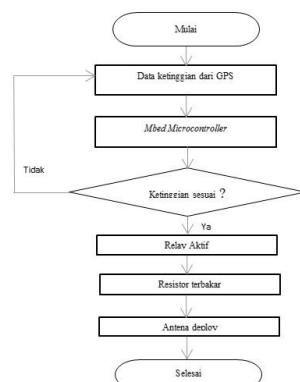 Mulai
Data ketinggian dari GPS
Mbed Microcontroller
Tidak
Ketinggian sesuai ?
Ya
Relay Aktif
Resistor terbakar
Antena deploy
Selesai